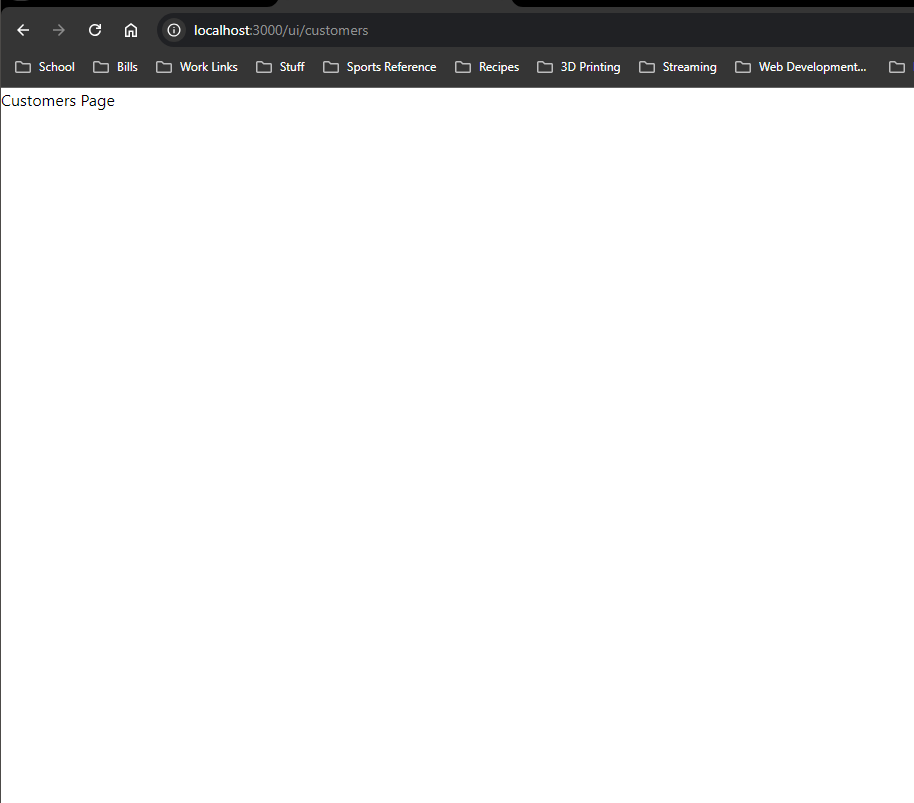 localhost:3000/ui/customers
School Bills Work Links Stuff Sports Reference Recipes 3D Printing Streaming Web Development...
Customers Page